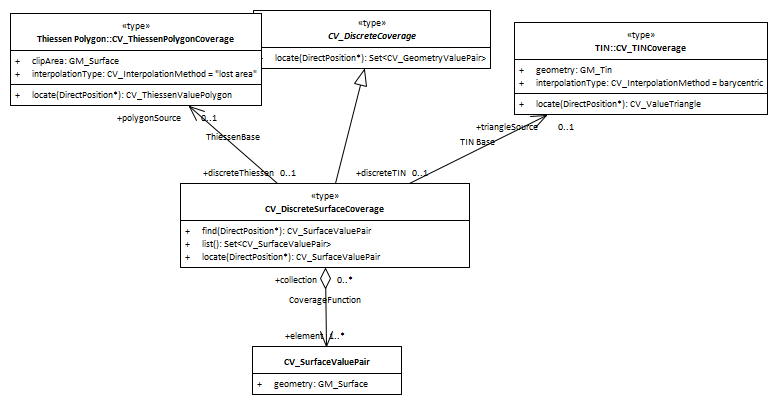 «type»
Thiessen Polygon::CV_ThiessenPolygonCoverage
+ clipArea: GM_Surface
+ interpolationType: CV_InterpolationMethod = "lost area"
+ locate(DirectPosition*): CV_ThiessenValuePolygon
«type»
CV_DiscreteCoverage
locate(DirectPosition*): Set<CV_GeometryValuePair>
«type»
TIN::CV_TINCoverage
+ geometry: GM_Tin
+ interpolationType: CV_InterpolationMethod = barycentric
+ locate(DirectPosition*): CV_ValueTriangle
+polygonSource 0..1
ThiessenBase
+triangleSource 0..1
TIN Base
+discreteThiessen 0..1
+discreteTIN 0..1
«type»
CV_DiscreteSurfaceCoverage
+ find(DirectPosition*): CV_SurfaceValuePair
+ list(): Set<CV_SurfaceValuePair>
+ locate(DirectPosition*): CV_SurfaceValuePair
+collection 0..*
CoverageFunction
+element 1..*
CV_SurfaceValuePair
+ geometry: GM_Surface